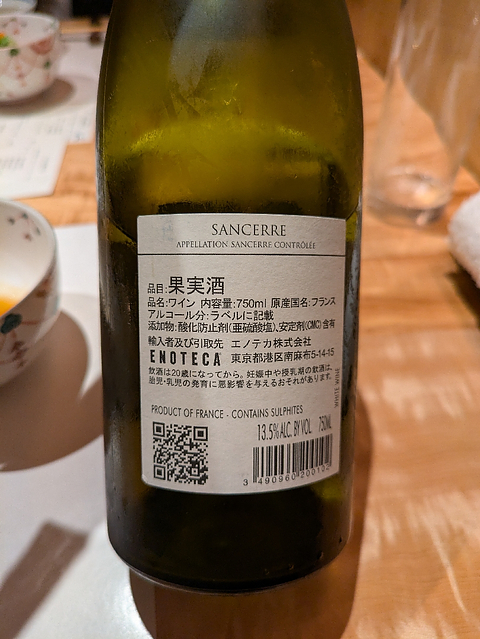 SANCERRE
APPELLATION SANCERRE CONTRÔLÉE
品目:果実酒
品名:ワイン 内容量:750ml 原産国名:フランス
アルコール分:ラベルに記載
添加物:酸化防止剤(亜硫酸塩)、安定剤(CMC)含有
輸入者及び引取先 エノテカ株式会社
ENOTECA 東京都港区南麻布5-14-15
飲酒は20歳になってから。妊娠中や授乳期の飲酒は、
胎児・乳児の発育に悪影響を与えるおそれがあります。
WHITE WINE
PRODUCT OF FRANCE - CONTAINS SULPHITES
13.5% ALC. BY VOL. 750ML
3 490960 200102